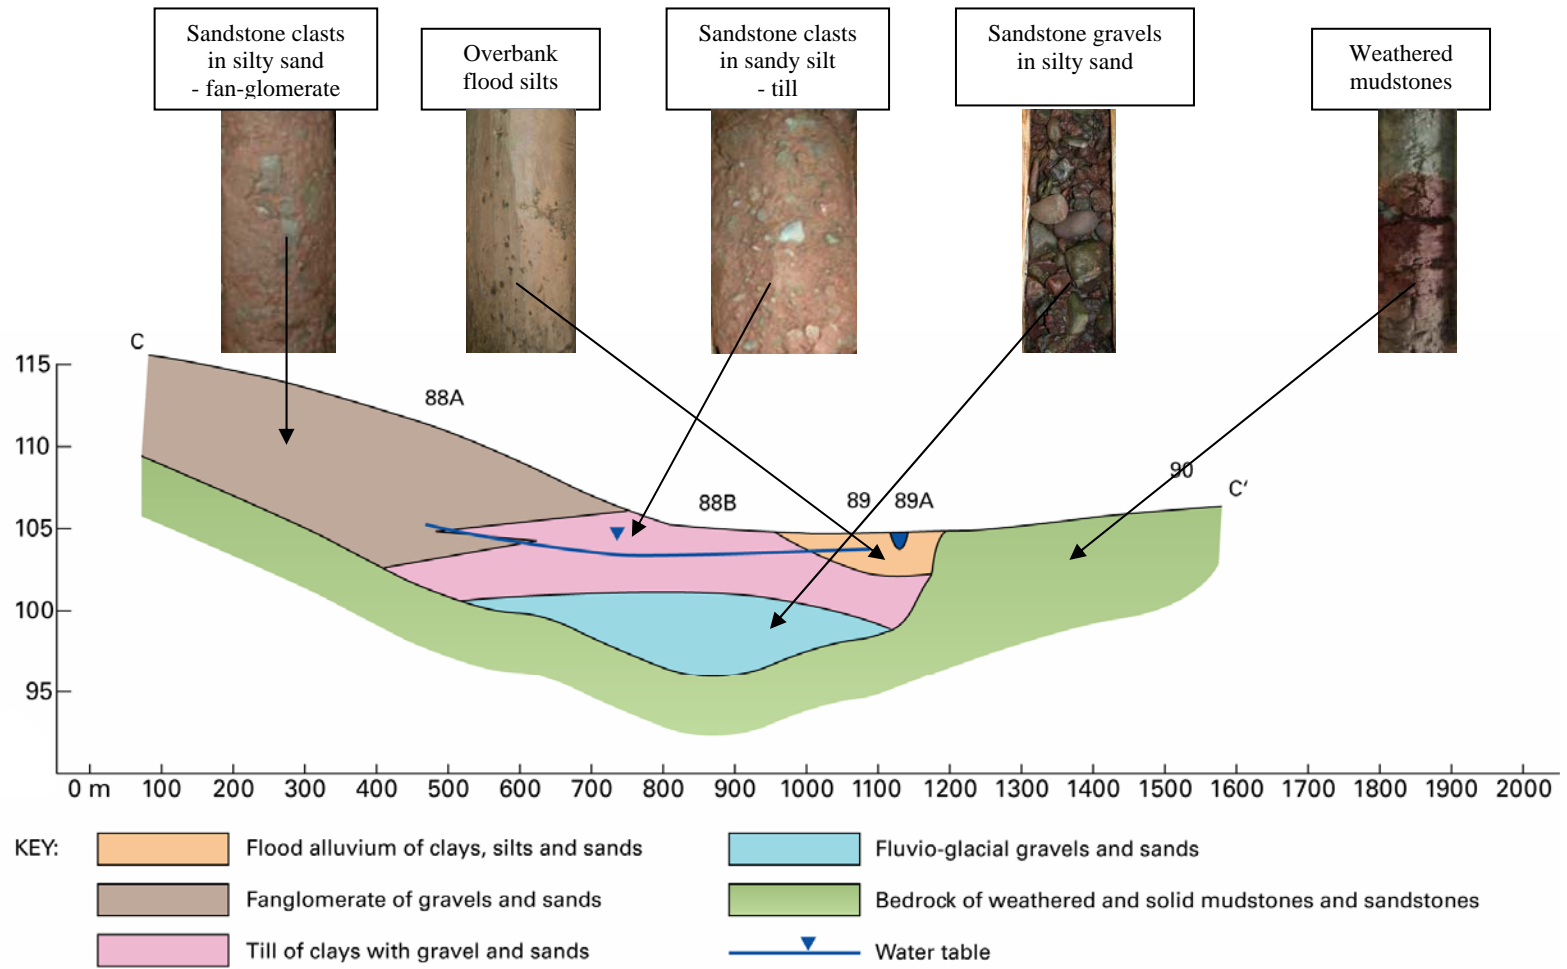 Sandstone clasts
in silty sand
- fan-glomerate
Overbank
flood silts
Sandstone clasts
in sandy silt
- till
Sandstone gravels
in silty sand
Weathered
mudstones
C
115
88A
110
90
C'
88B
89
89A
105
100
95
0 m 100 200 300 400 500 600 700 800 900 1000 1100 1200 1300 1400 1500 1600 1700 1800 1900 2000
KEY:
Flood alluvium of clays, silts and sands
Fluvio-glacial gravels and sands
Fanglomerate of gravels and sands
Bedrock of weathered and solid mudstones and sandstones
Till of clays with gravel and sands
Water table